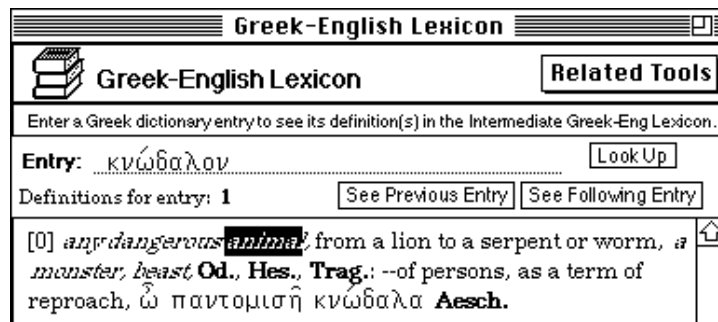 Greek-English Lexicon
Greek-English Lexicon
Related Tools
Enter a Greek dictionary entry to see its definition(s) in the Intermediate Greek-Eng Lexicon.
Entry: κνώδαλον
Look Up
Definitions for entry: 1
See Previous Entry
See Following Entry
[0] any dangerous animal, from a lion to a serpent or worm, a
monster, beast, Od., Hes., Trag.: --of persons, as a term of
reproach, ὦ παντομισῆ κνώδαλα Aesch.